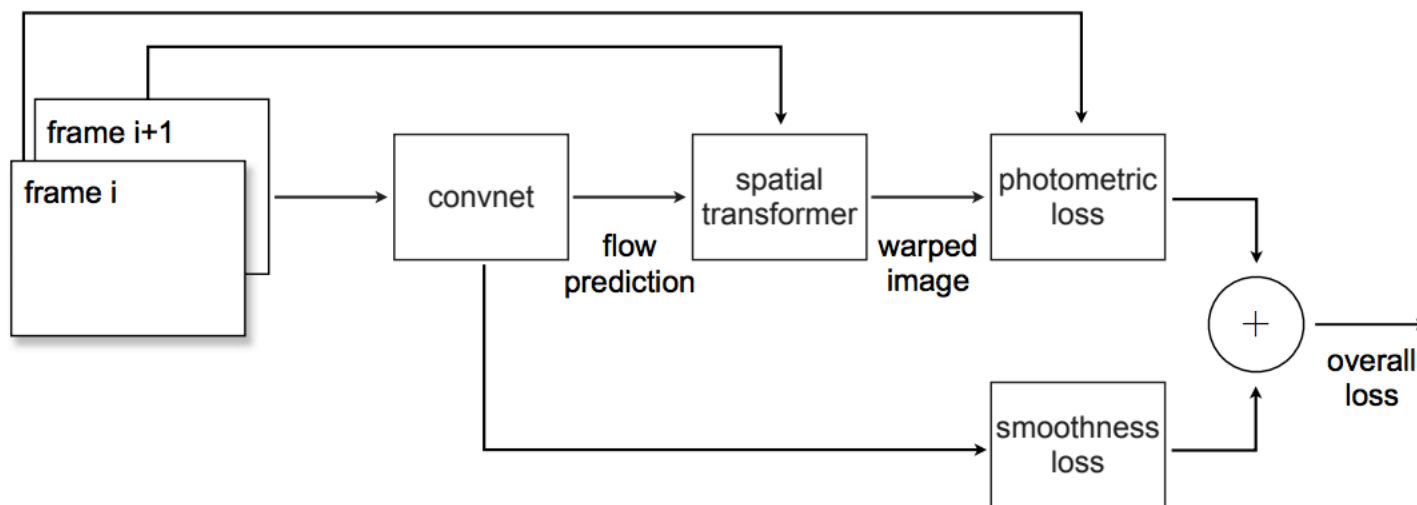 frame i+1
frame i
convnet
flow
prediction
spatial
transformer
warped
image
photometric
loss
smoothness
loss
+
overall
loss